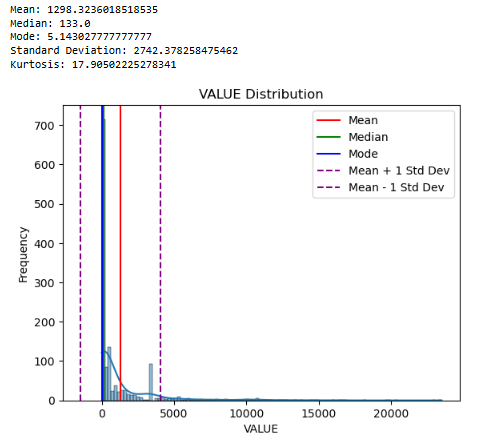 Mean: 1298.3236018518535
Median: 133.0
Mode: 5.143027777777777
Standard Deviation: 2742.378258475462
Kurtosis: 17.90502225278341
VALUE Distribution
Mean
Median
Mode
Mean + 1 Std Dev
Mean - 1 Std Dev
Frequency
700
600
500
400
300
200
100
0
0
5000
10000
15000
20000
VALUE